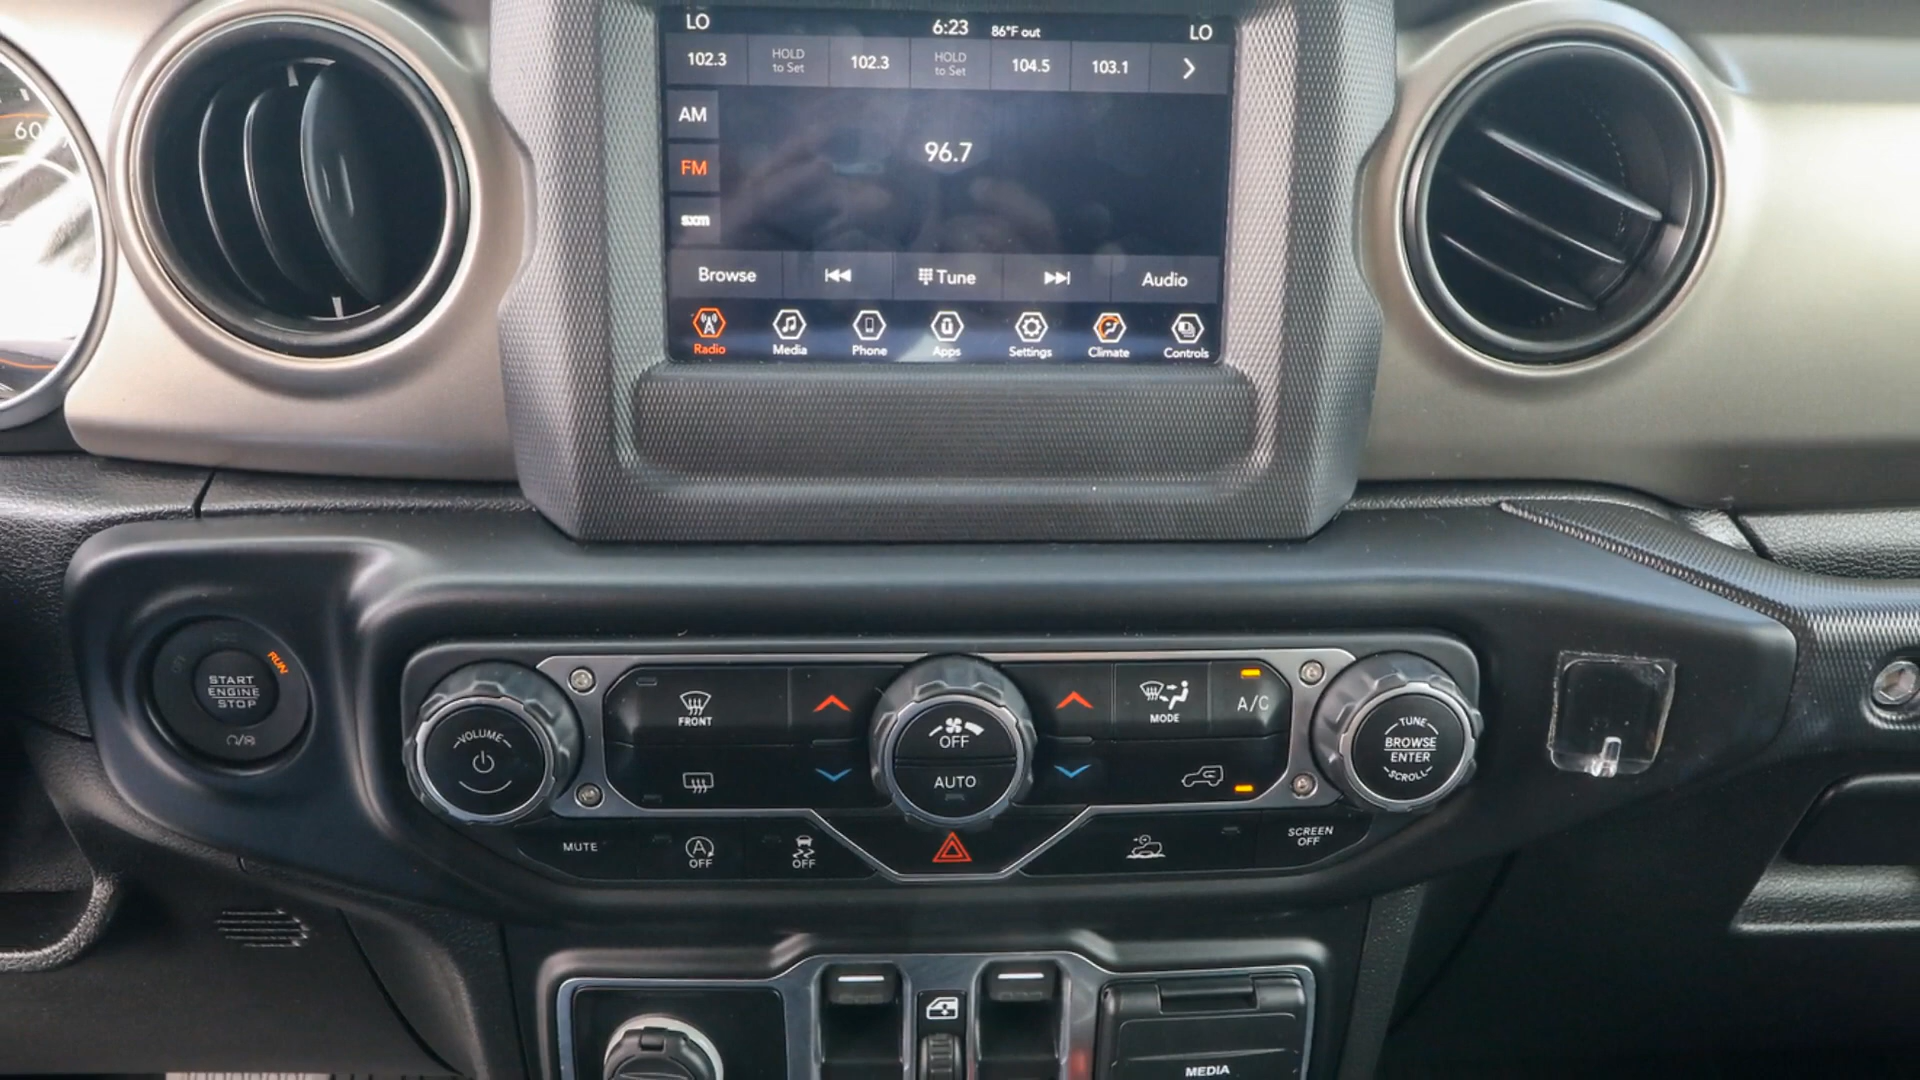 LO 6:23 86°F out LO
102.3 HOLD to Set 102.3 HOLD to Set 104.5 103.1
AM
FM
sxm
96.7
Browse Tune Audio
Radio Media Phone Apps Settings Climate Controls
60
RUN
START
ENGINE
STOP
VOLUME
FRONT
OFF
AUTO
MODE
A/C
TUNE
BROWSE
ENTER
SCROLL
MUTE
A
OFF
OFF
SCREEN
OFF
MEDIA